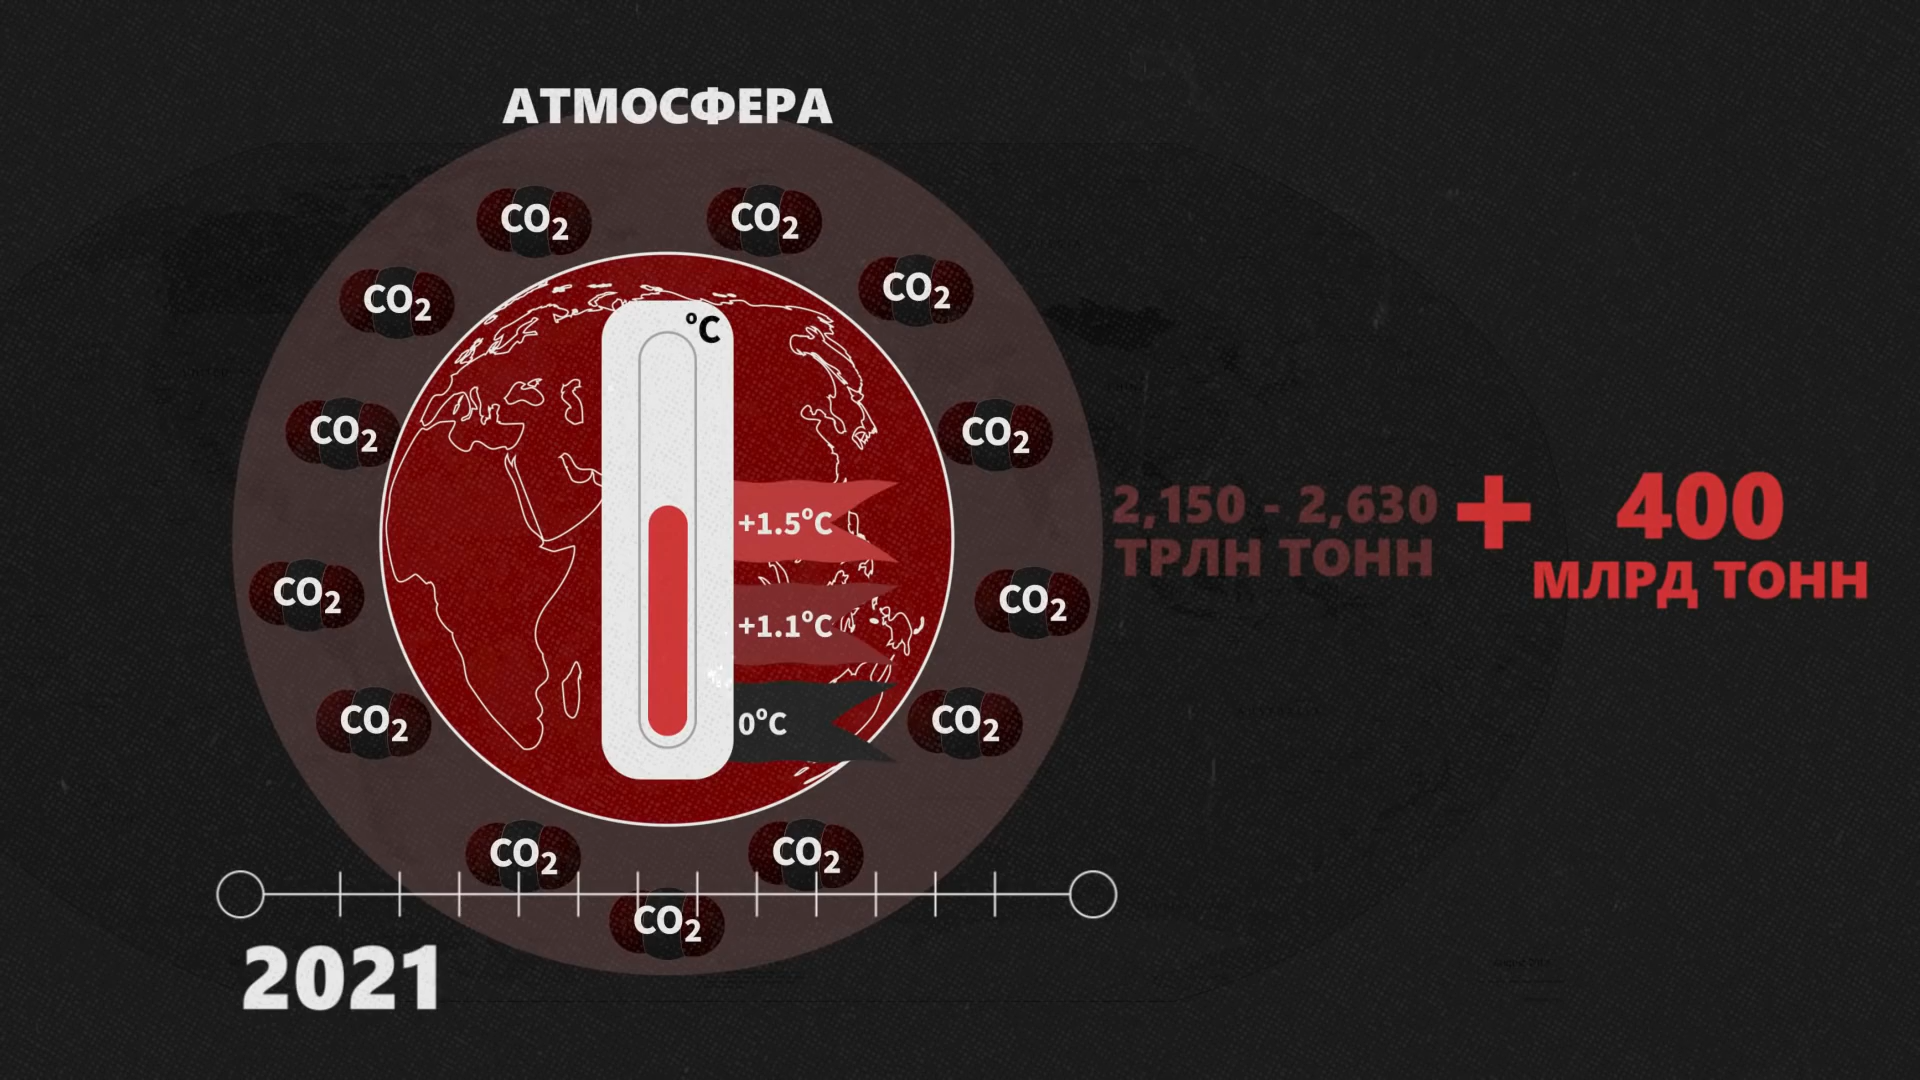 АТМОСФЕРА
CO2
CO2
CO2
CO2
°C
CO2
CO2
+1.5°C
2,150 - 2,630
ТРЛН ТОНН
+
400
МЛРД ТОНН
CO2
CO2
+1.1°C
CO2
0°C
CO2
CO2
CO2
CO2
2021